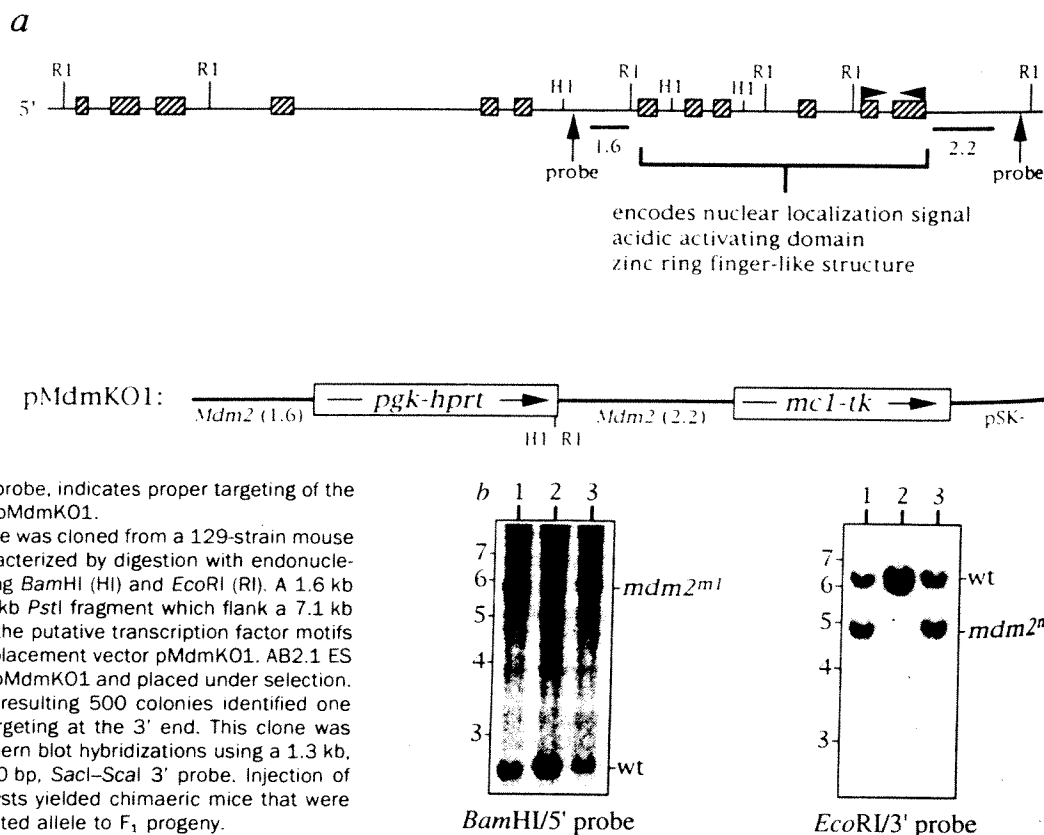 a
R1 R1 H1 R1 H1 H1 R1 R1 R1
5'
1.6 2.2
probe probe
encodes nuclear localization signal
acidic activating domain
zinc ring finger-like structure
pMdmKO1: Mdm2 (1.6) pgk-hprt Mdm2 (2.2) mc1-tk pSK-
H1 R1
probe, indicates proper targeting of the
pMdmKO1.
e was cloned from a 129-strain mouse
acterized by digestion with endonucle-
ng BamHI (HI) and EcoRI (RI). A 1.6 kb
kb PstI fragment which flank a 7.1 kb
the putative transcription factor motifs
placement vector pMdmKO1. AB2.1 ES
pMdmKO1 and placed under selection.
resulting 500 colonies identified one
rgeting at the 3' end. This clone was
ern blot hybridizations using a 1.3 kb,
0 bp, SacI–ScaI 3' probe. Injection of
sts yielded chimaeric mice that were
ted allele to F₁ progeny.
b 1 2 3
7
6
5
4
3
mdm2m1
wt
BamHI/5' probe
1 2 3
7
6
5
4
3
wt
mdm2m
EcoRI/3' probe